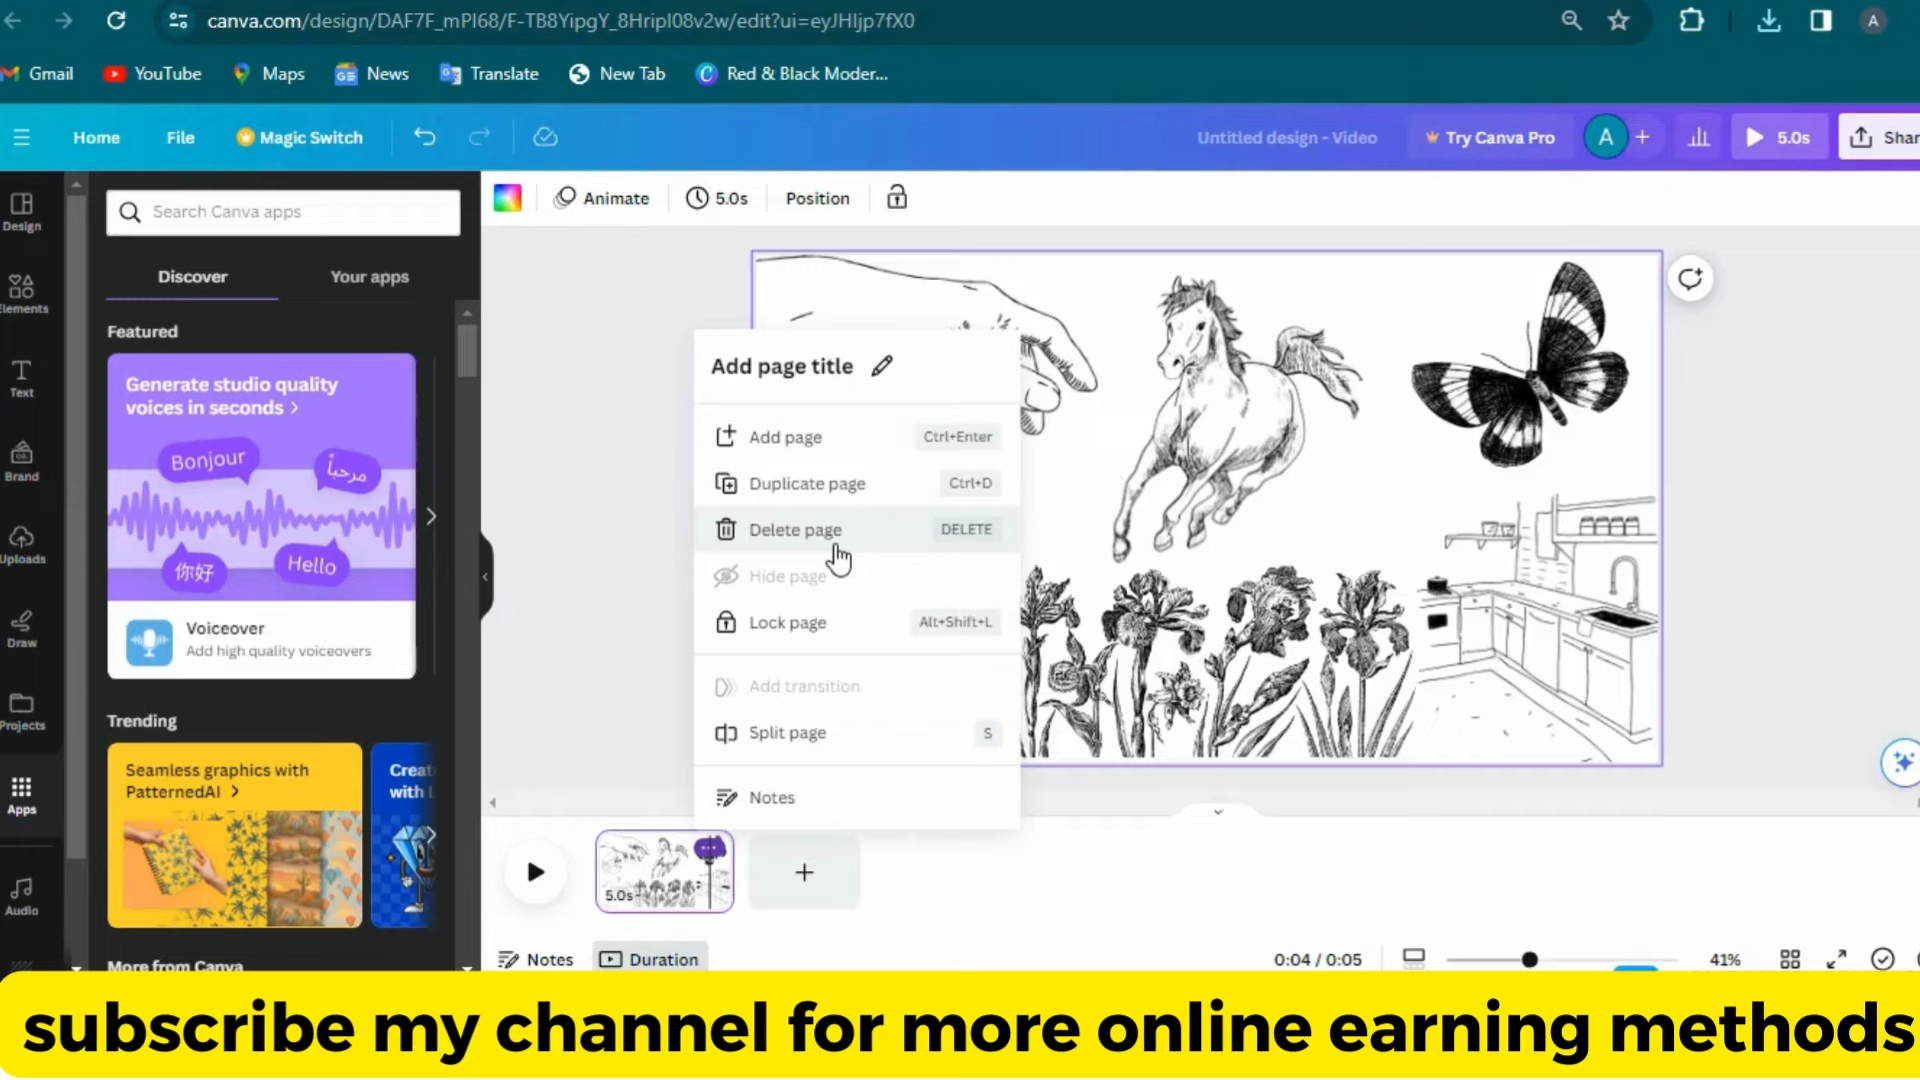 canva.com/design/DAF7F_mPI68/F-TB8YipgY_8HripI08v2w/edit?ui=eyJHIjp7fX0
A
Gmail
YouTube
Maps
News
Translate
New Tab
Red & Black Moder...
Home
File
Magic Switch
Untitled design - Video
Try Canva Pro
A
5.0s
Shar
Design
Elements
Text
Brand
Uploads
Draw
Projects
Apps
Audio
Search Canva apps
Discover
Your apps
Featured
Generate studio quality
voices in seconds >
Bonjour
مرحباً
你好
Hello
Voiceover
Add high quality voiceovers
Trending
Seamless graphics with
PatternedAI >
Creat
with
More from Canva
Animate
5.0s
Position
Add page title
Add page
Ctrl+Enter
Duplicate page
Ctrl+D
Delete page
DELETE
Hide page
Lock page
Alt+Shift+L
Add transition
Split page
S
Notes
5.0s
Notes
Duration
0:04 / 0:05
41%
subscribe my channel for more online earning methods